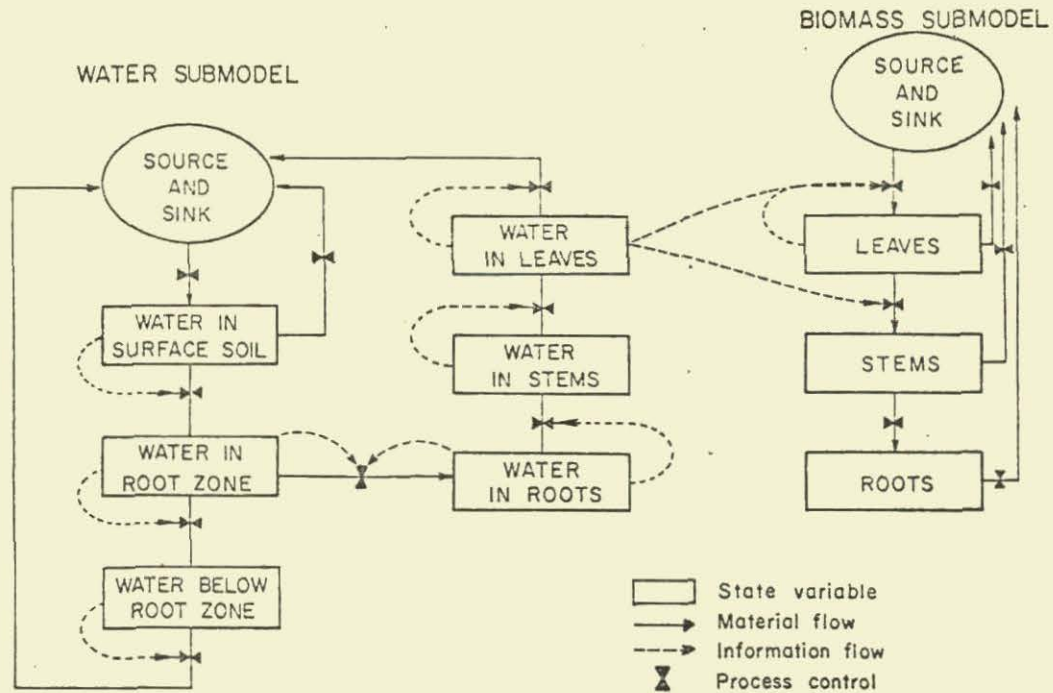 BIOMASS SUBMODEL
SOURCE
AND
SINK
WATER SUBMODEL
SOURCE
AND
SINK
WATER
IN LEAVES
LEAVES
WATER IN
SURFACE SOIL
WATER
IN STEMS
STEMS
WATER IN
ROOT ZONE
WATER
IN ROOTS
ROOTS
WATER BELOW
ROOT ZONE
State variable
Material flow
Information flow
Process control